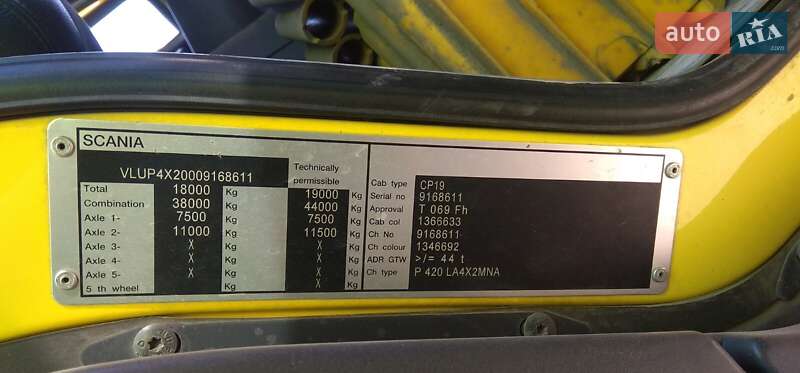 auto RIA .com
SCANIA
VLUP4X20009168611 Technically permissible
Total 18000 Kg 19000 Kg
Combination 38000 Kg 44000 Kg
Axle 1- 7500 Kg 7500 Kg
Axle 2- 11000 Kg 11500 Kg
Axle 3- X Kg X Kg
Axle 4- X Kg X Kg
Axle 5- X Kg X Kg
5 th wheel Kg Kg
Cab type CP19
Serial no 9168611
Approval T 069 Fh
Cab col 1366633
Ch No. 9168611
Ch colour 1346692
ADR GTW >/= 44 t
Ch type P 420 LA4X2MNA